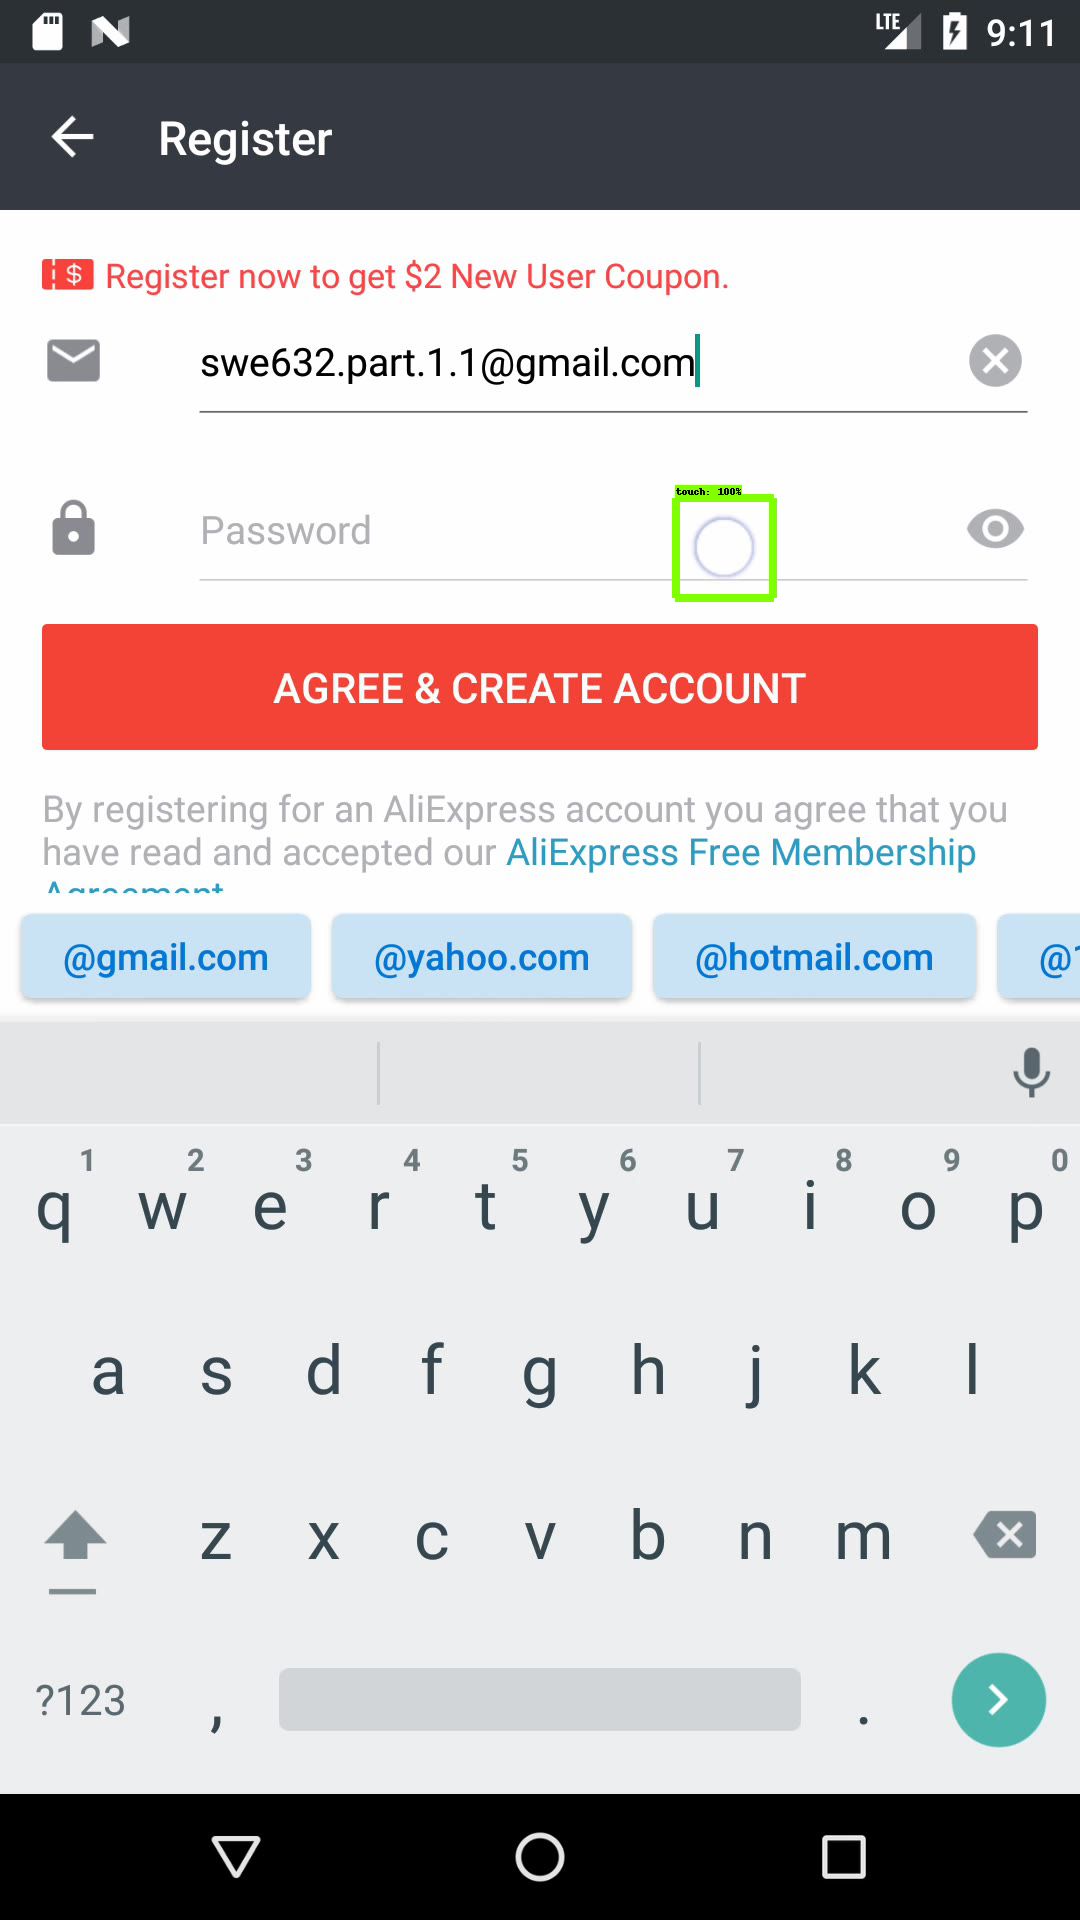 LTE 9:11
Register
$ Register now to get $2 New User Coupon.
swe632.part.1.1@gmail.com
touch: 100%
Password
AGREE & CREATE ACCOUNT
By registering for an AliExpress account you agree that you
have read and accepted our AliExpress Free Membership
Agreement
@gmail.com @yahoo.com @hotmail.com @1
1 2 3 4 5 6 7 8 9 0
q w e r t y u i o p
a s d f g h j k l
z x c v b n m
?123 , .